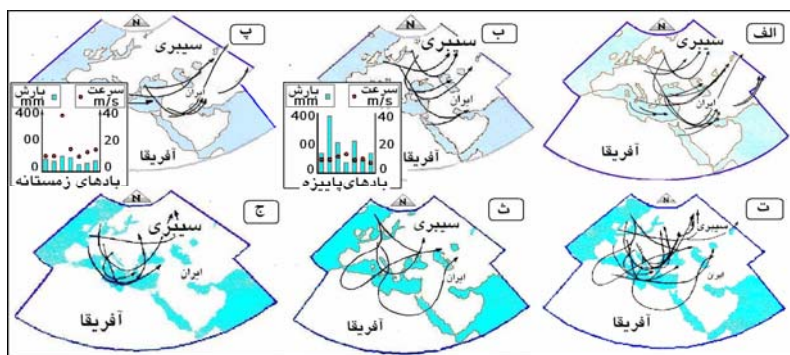 الف
N
سیبری
ایران
آفریقا
ب
N
سیبری
ایران
آفریقا
بارش mm
سرعت m/s
400
00
0
40
20
0
بادهای پاییزه
پ
N
سیبری
ایران
آفریقا
بارش mm
سرعت m/s
400
00
0
40
20
0
بادهای زمستانه
ت
N
سیبری
ایران
آفریقا
ث
N
سیبری
ایران
آفریقا
ج
N
سیبری
ایران
آفریقا